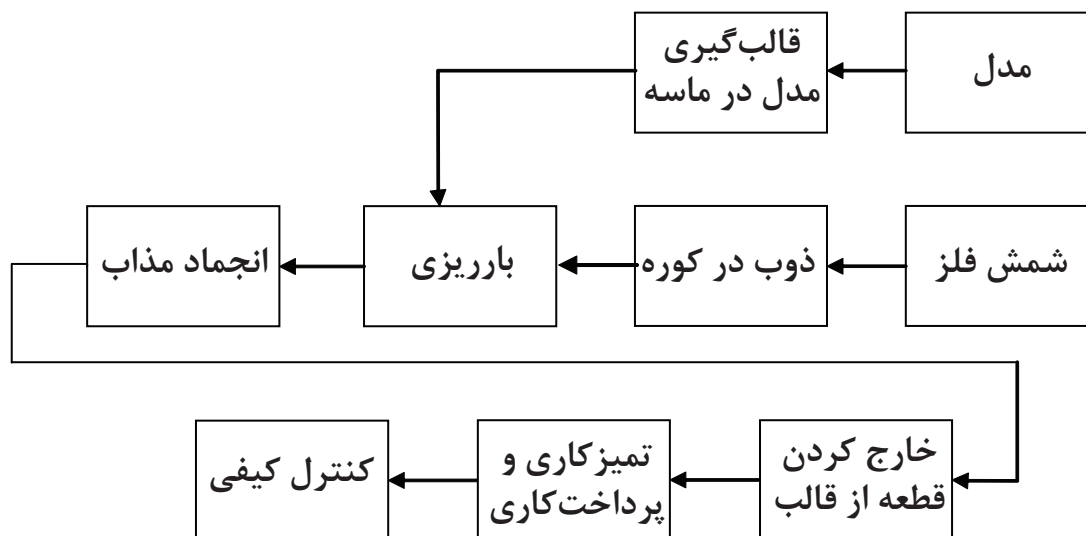 مدل
قالب‌گیری
مدل در ماسه
شمش فلز
ذوب در کوره
بارریزی
انجماد مذاب
خارج کردن
قطعه از قالب
تمیزکاری و
پرداخت‌کاری
کنترل کیفی